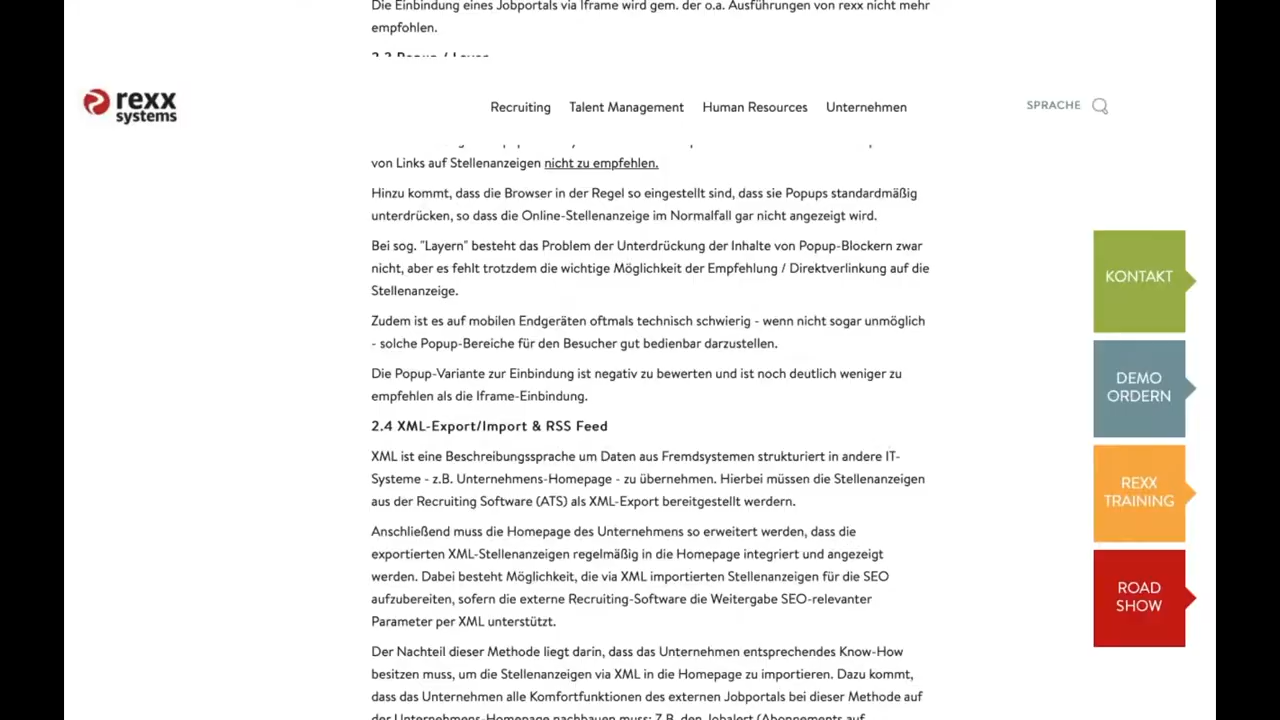 Die Einbindung eines Jobportals via Iframe wird gem. der o.a. Ausführungen von rexx nicht mehr
empfohlen.
rexx
systems
Recruiting Talent Management Human Resources Unternehmen
SPRACHE
von Links auf Stellenanzeigen nicht zu empfehlen.
Hinzu kommt, dass die Browser in der Regel so eingestellt sind, dass sie Popups standardmäßig
unterdrücken, so dass die Online-Stellenanzeige im Normalfall gar nicht angezeigt wird.
Bei sog. "Layern" besteht das Problem der Unterdrückung der Inhalte von Popup-Blockern zwar
nicht, aber es fehlt trotzdem die wichtige Möglichkeit der Empfehlung / Direktverlinkung auf die
Stellenanzeige.
Zudem ist es auf mobilen Endgeräten oftmals technisch schwierig - wenn nicht sogar unmöglich
- solche Popup-Bereiche für den Besucher gut bedienbar darzustellen.
Die Popup-Variante zur Einbindung ist negativ zu bewerten und ist noch deutlich weniger zu
empfehlen als die Iframe-Einbindung.
2.4 XML-Export/Import & RSS Feed
XML ist eine Beschreibungssprache um Daten aus Fremdsystemen strukturiert in andere IT-
Systeme - z.B. Unternehmens-Homepage - zu übernehmen. Hierbei müssen die Stellenanzeigen
aus der Recruiting Software (ATS) als XML-Export bereitgestellt werdern.
Anschließend muss die Homepage des Unternehmens so erweitert werden, dass die
exportierten XML-Stellenanzeigen regelmäßig in die Homepage integriert und angezeigt
werden. Dabei besteht Möglichkeit, die via XML importierten Stellenanzeigen für die SEO
aufzubereiten, sofern die externe Recruiting-Software die Weitergabe SEO-relevanter
Parameter per XML unterstützt.
Der Nachteil dieser Methode liegt darin, dass das Unternehmen entsprechendes Know-How
besitzen muss, um die Stellenanzeigen via XML in die Homepage zu importieren. Dazu kommt,
dass das Unternehmen alle Komfortfunktionen des externen Jobportals bei dieser Methode auf
der Unternehmens-Homepage nachbauen muss: Z.B. den Jobalert (Abonnements auf
KONTAKT
DEMO
ORDERN
REXX
TRAINING
ROAD
SHOW